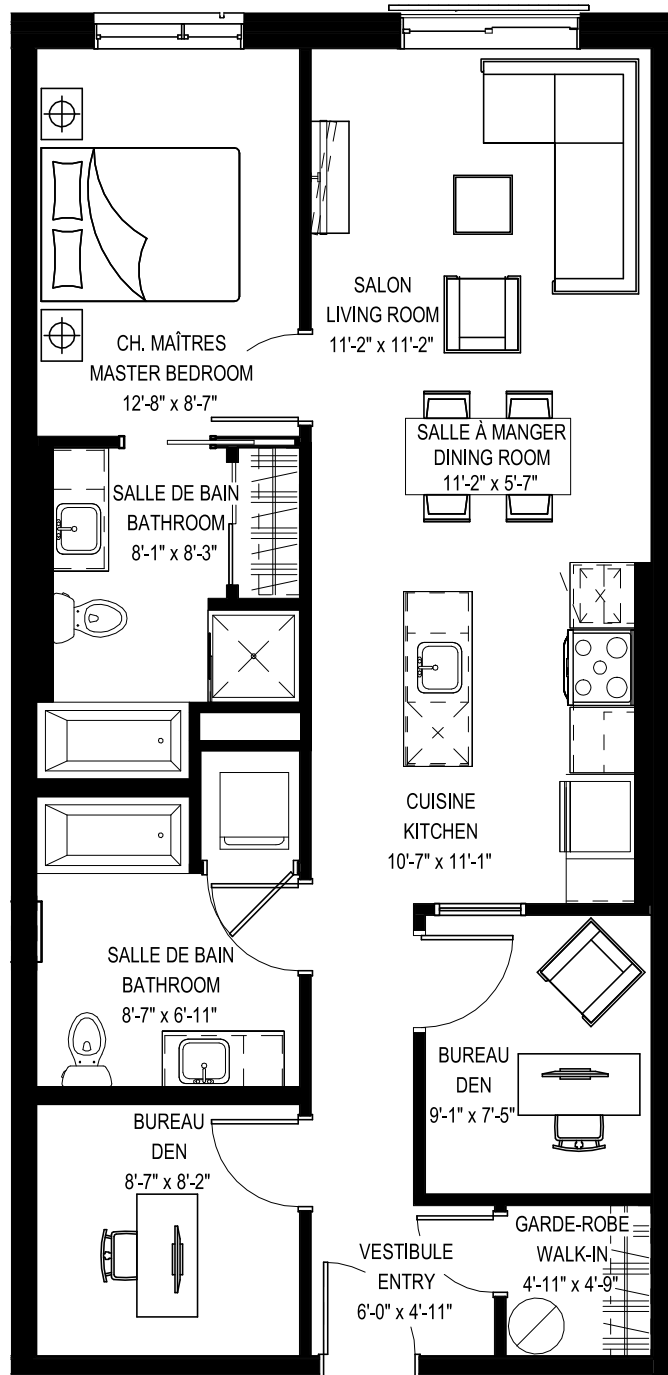 SALON
LIVING ROOM
11'-2" x 11'-2"
CH. MAÎTRES
MASTER BEDROOM
12'-8" x 8'-7"
SALLE À MANGER
DINING ROOM
11'-2" x 5'-7"
SALLE DE BAIN
BATHROOM
8'-1" x 8'-3"
CUISINE
KITCHEN
10'-7" x 11'-1"
SALLE DE BAIN
BATHROOM
8'-7" x 6'-11"
BUREAU
DEN
9'-1" x 7'-5"
BUREAU
DEN
8'-7" x 8'-2"
VESTIBULE
ENTRY
6'-0" x 4'-11"
GARDE-ROBE
WALK-IN
4'-11" x 4'-9"